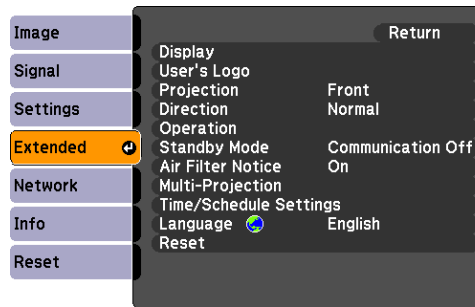 Image
Signal
Settings
Extended
Network
Info
Reset
Return
Display
User's Logo
Projection Front
Direction Normal
Operation
Standby Mode Communication Off
Air Filter Notice On
Multi-Projection
Time/Schedule Settings
Language English
Reset